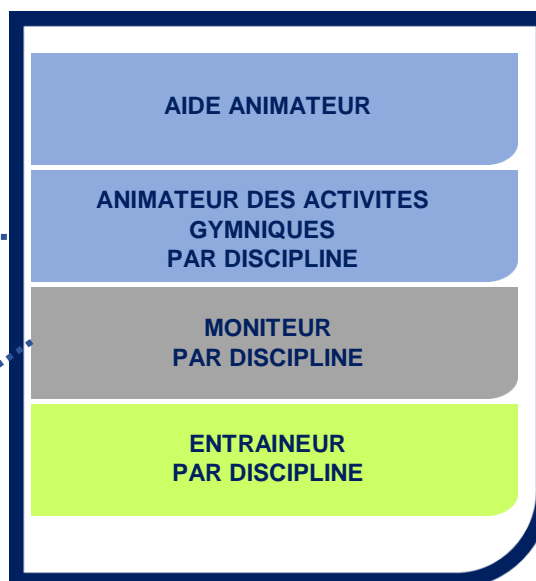 AIDE ANIMATEUR
ANIMATEUR DES ACTIVITES
GYMNIQUES
PAR DISCIPLINE
MONITEUR
PAR DISCIPLINE
ENTRAINEUR
PAR DISCIPLINE